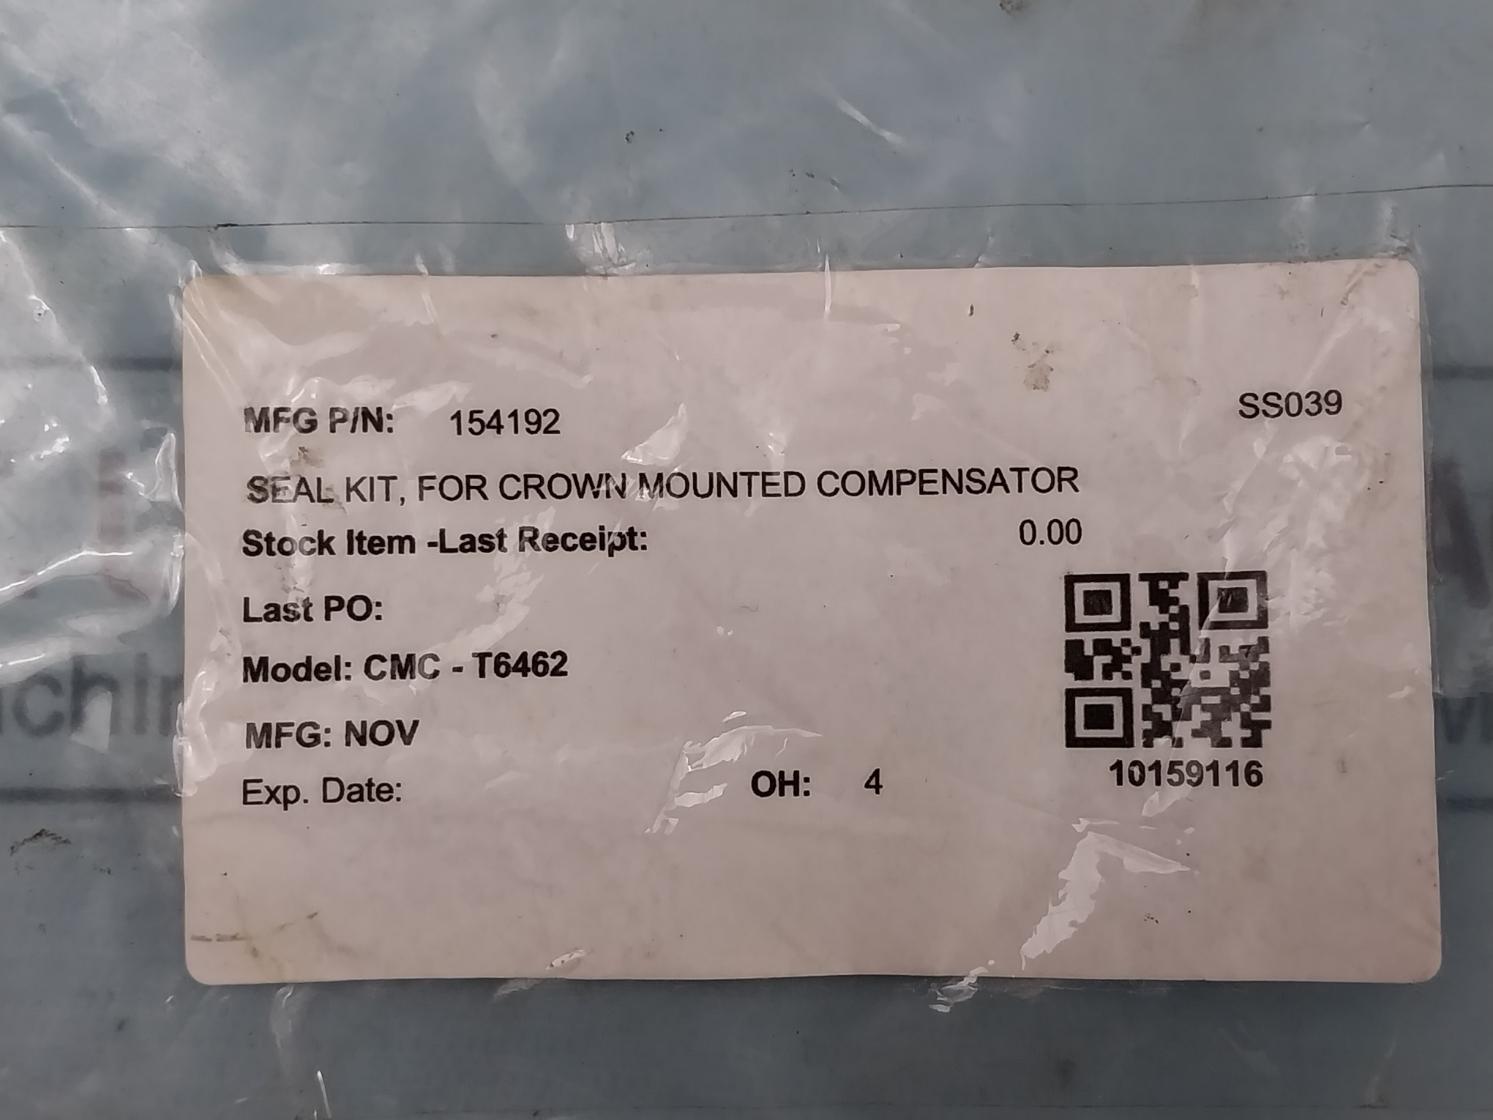 MFG P/N: 154192 SS039
SEAL KIT, FOR CROWN MOUNTED COMPENSATOR
Stock Item -Last Receipt: 0.00
Last PO:
Model: CMC - T6462
MFG: NOV
Exp. Date: OH: 4
10159116